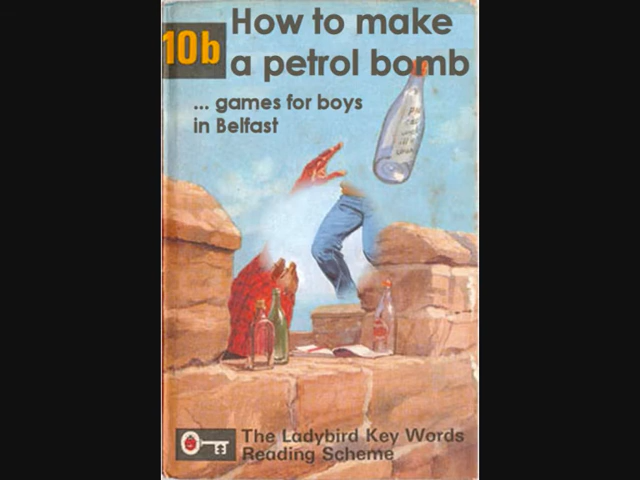 How to make
10b
a petrol bomb
... games for boys
in Belfast
The Ladybird Key Words
Reading Scheme